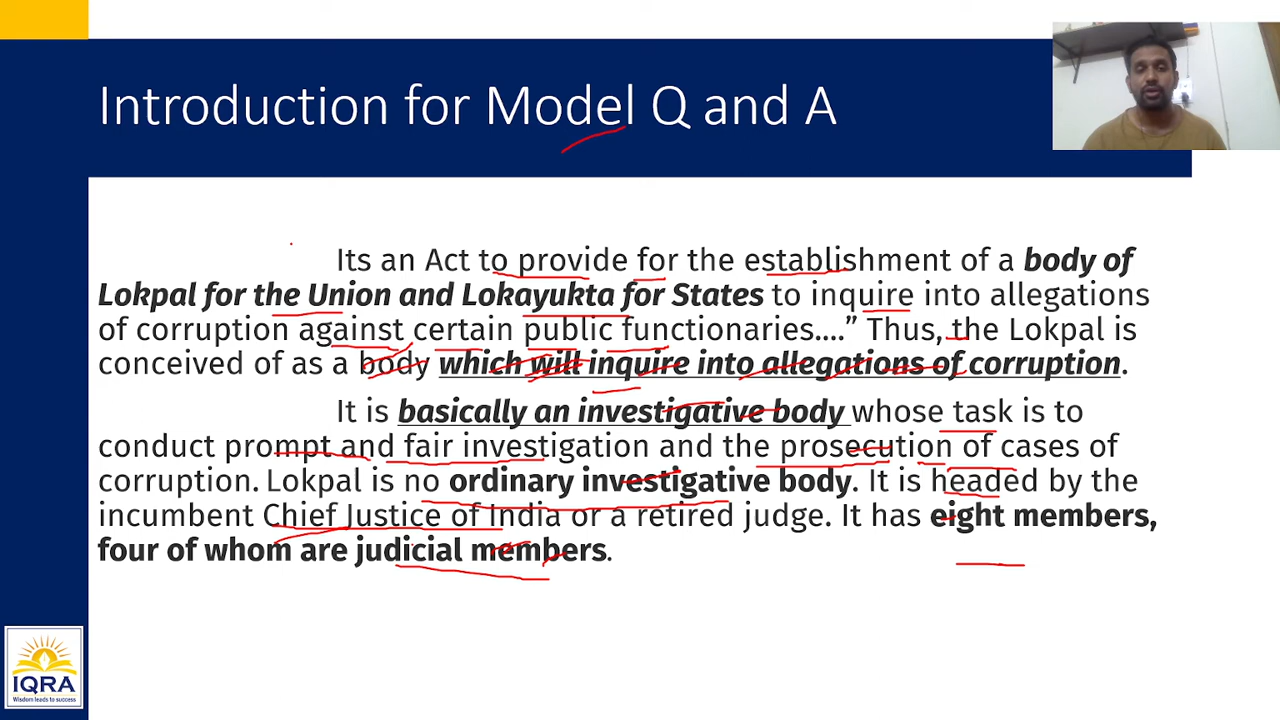 Introduction for Model Q and A
Its an Act to provide for the establishment of a body of
Lokpal for the Union and Lokayukta for States to inquire into allegations
of corruption against certain public functionaries....” Thus, the Lokpal is
conceived of as a body which will inquire into allegations of corruption.
It is basically an investigative body whose task is to
conduct prompt and fair investigation and the prosecution of cases of
corruption. Lokpal is no ordinary investigative body. It is headed by the
incumbent Chief Justice of India or a retired judge. It has eight members,
four of whom are judicial members.
IQRA
Wisdom leads to success